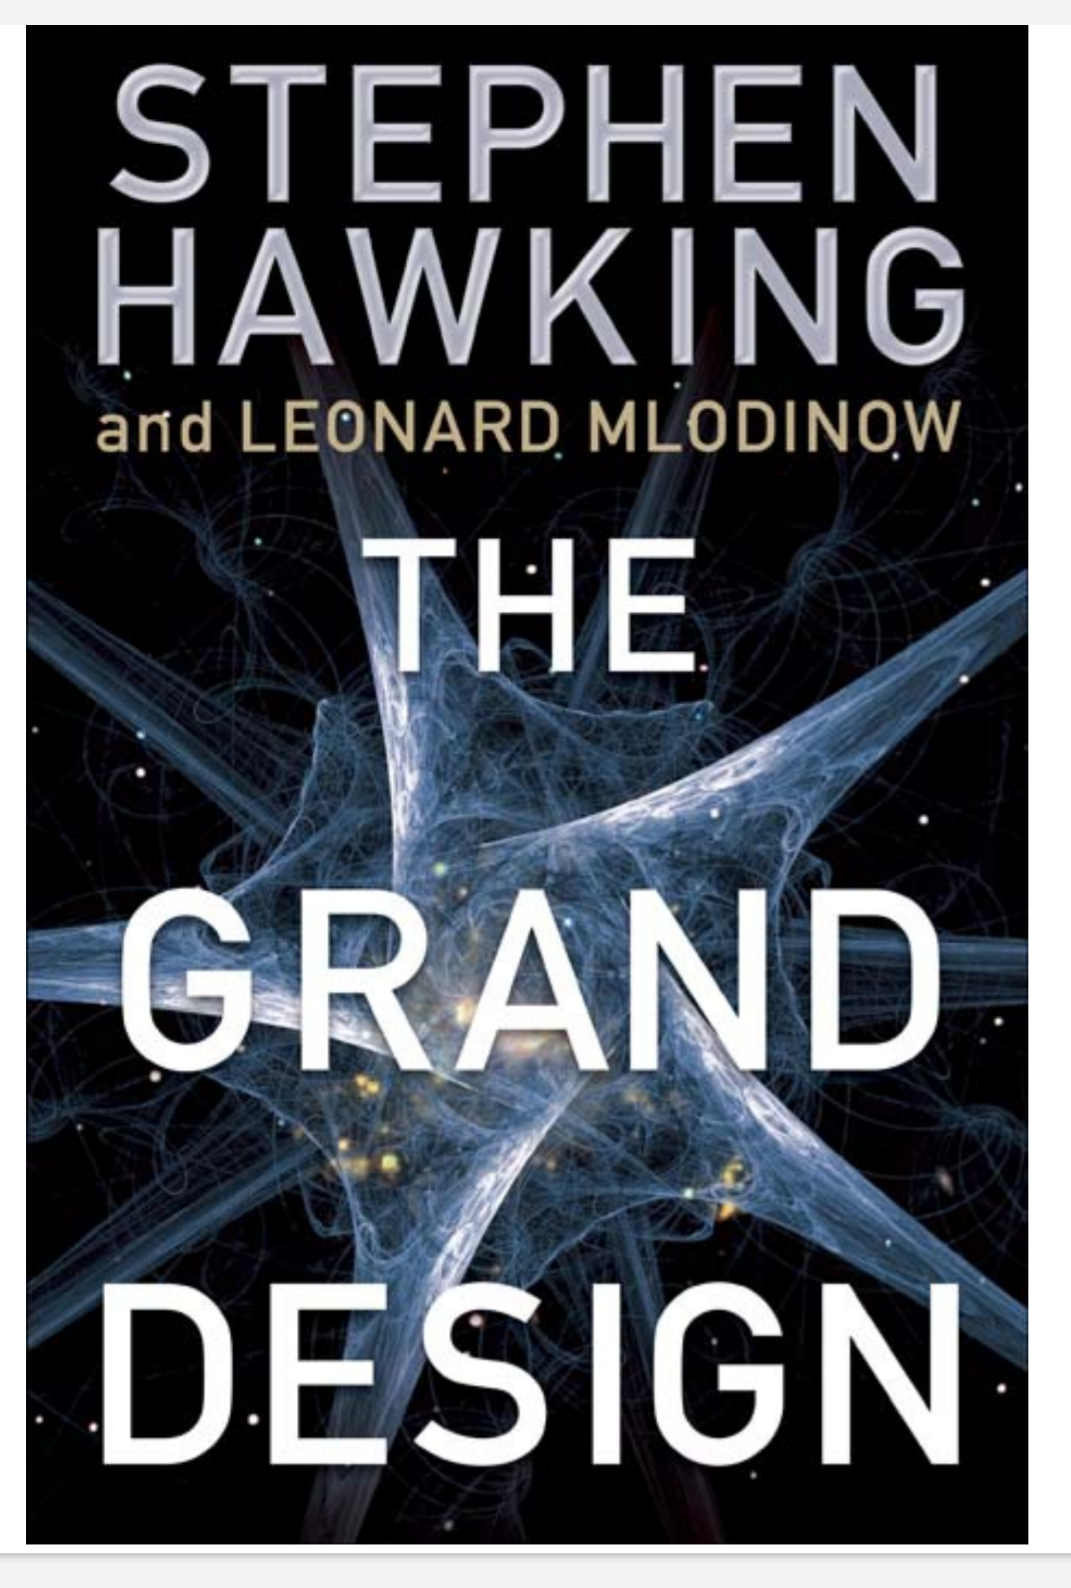 STEPHEN
HAWKING
and LEONARD MLODINOW
THE
GRAND
DESIGN